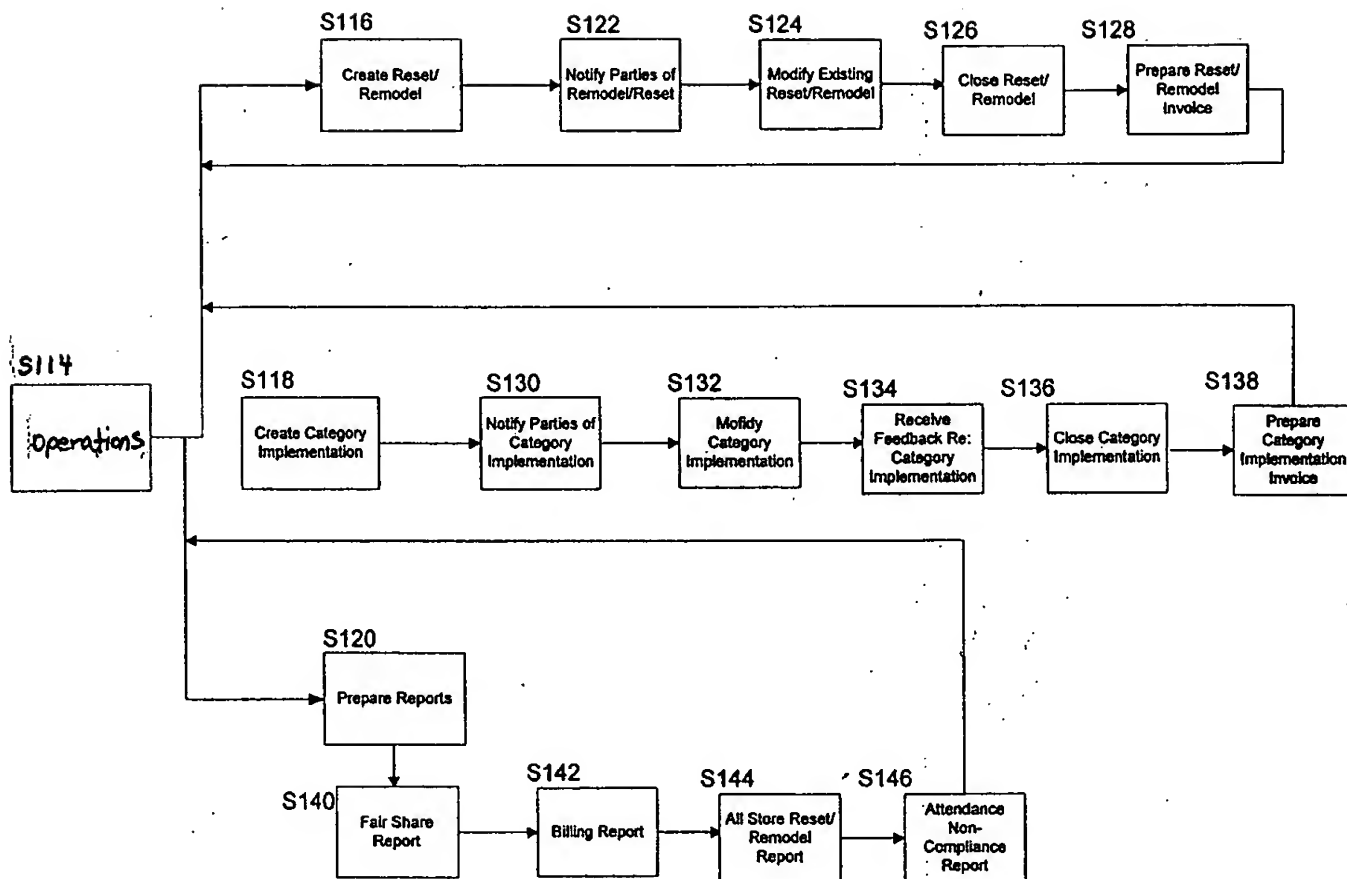 S116
Create Reset/
Remodel
S122
Notify Parties of
Remodel/Reset
S124
Modify Existing
Reset/Remodel
S126
Close Reset/
Remodel
S128
Prepare Reset/
Remodel
Invoice
S114
Operations
S118
Create Category
Implementation
S130
Notify Parties of
Category
Implementation
S132
Mofidy
Category
Implementation
S134
Receive
Feedback Re:
Category
Implementation
S136
Close Category
Implementation
S138
Prepare
Category
Implementation
Invoice
S120
Prepare Reports
S140
Fair Share
Report
S142
Billing Report
S144
All Store Reset/
Remodel
Report
S146
Attendance
Non-
Compliance
Report